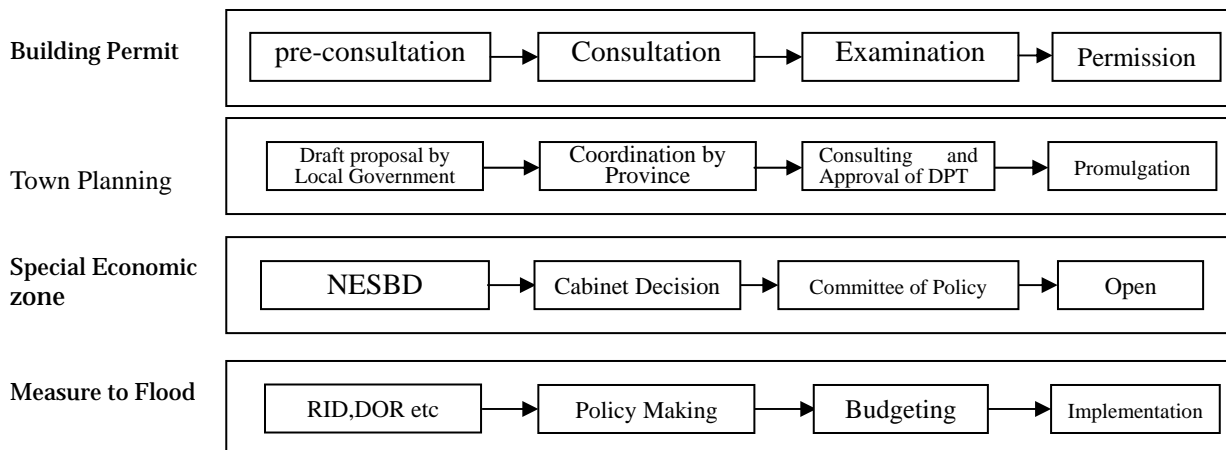 Building Permit
pre-consultation
Consultation
Examination
Permission
Town Planning
Draft proposal by
Local Government
Coordination by
Province
Consulting and
Approval of DPT
Promulgation
Special Economic
zone
NESBD
Cabinet Decision
Committee of Policy
Open
Measure to Flood
RID,DOR etc
Policy Making
Budgeting
Implementation